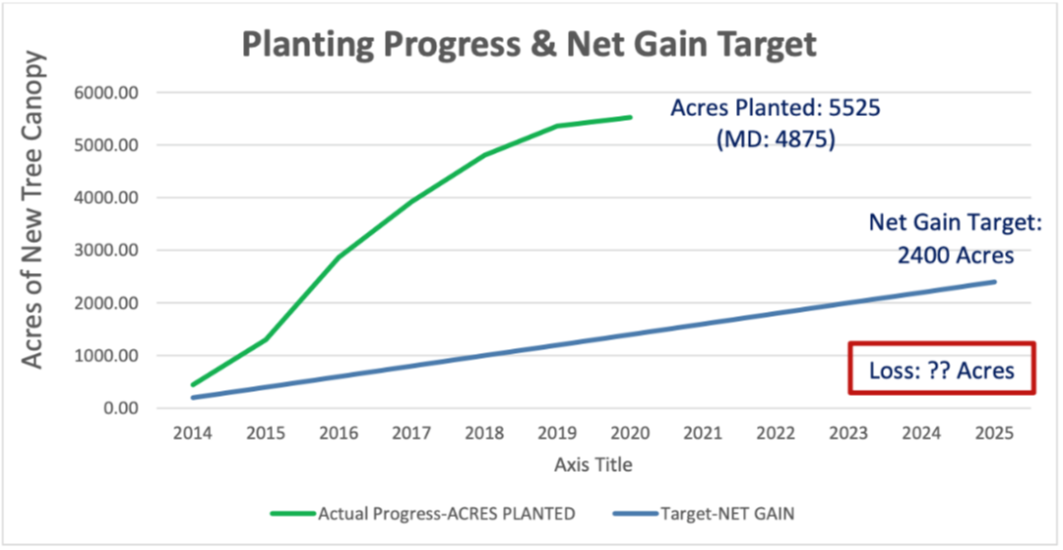 Planting Progress & Net Gain Target
Acres of New Tree Canopy
6000.00
5000.00
4000.00
3000.00
2000.00
1000.00
0.00
Acres Planted: 5525
(MD: 4875)
Net Gain Target:
2400 Acres
Loss: ?? Acres
2014 2015 2016 2017 2018 2019 2020 2021 2022 2023 2024 2025
Axis Title
Actual Progress-ACRES PLANTED Target-NET GAIN